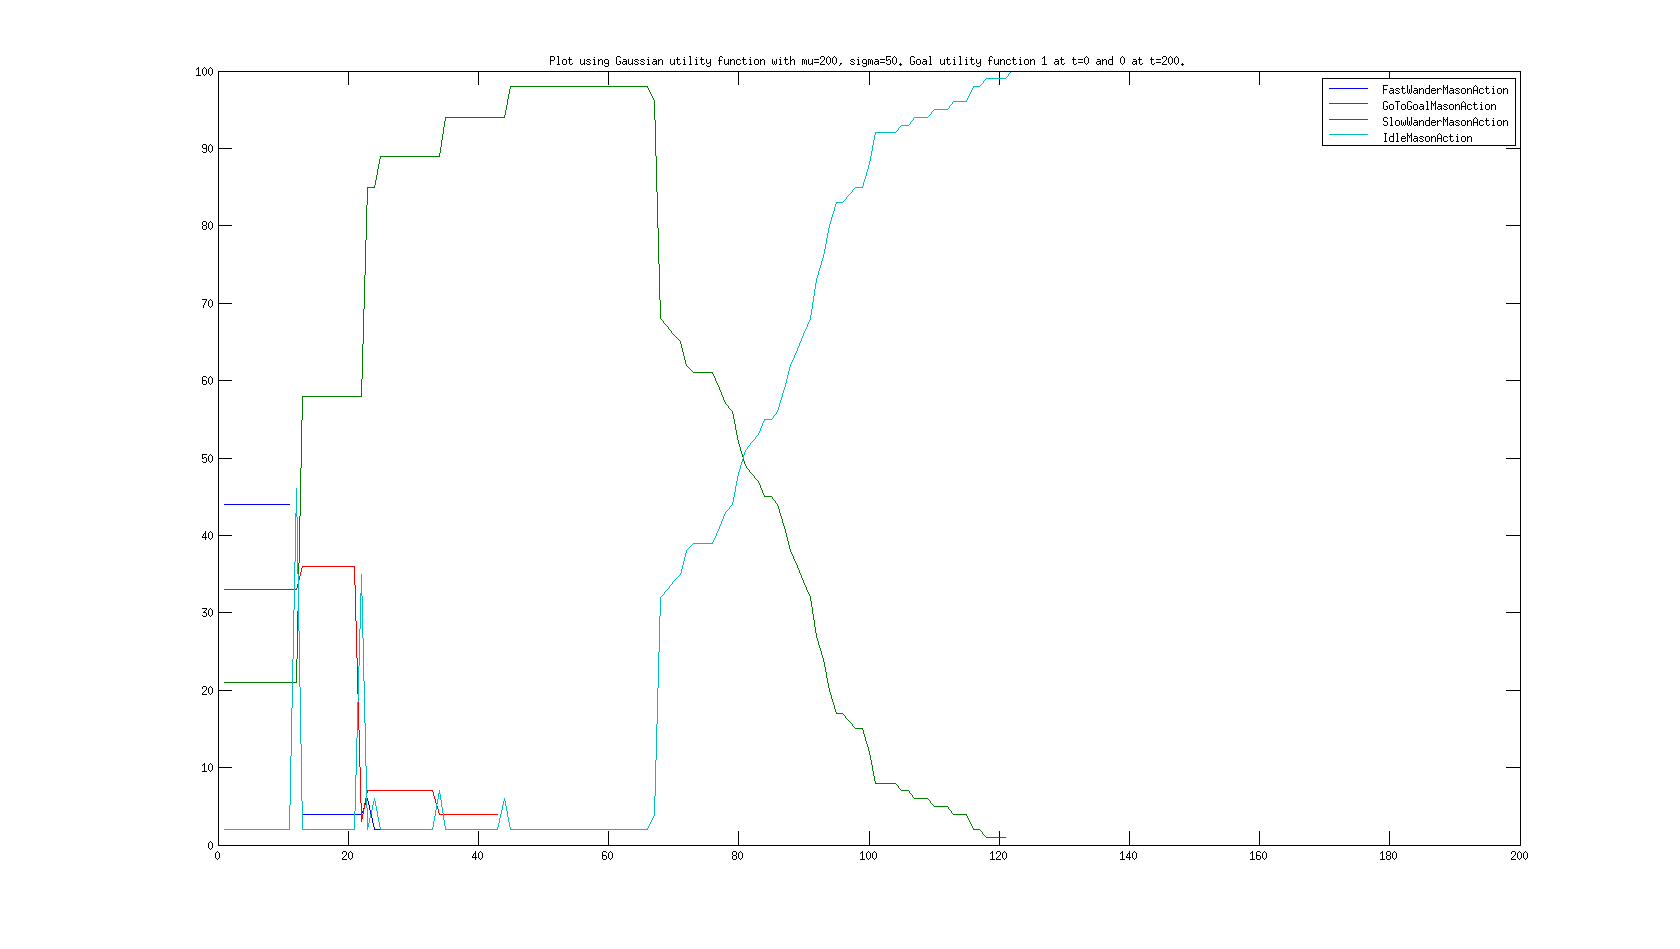 Plot using Gaussian utility function with mu=200, sigma=50. Goal utility function 1 at t=0 and 0 at t=200.
100
90
80
70
60
50
40
30
20
10
0
0 20 40 60 80 100 120 140 160 180 200
FastWanderMasonAction
GoToGoalMasonAction
SlowWanderMasonAction
IdleMasonAction